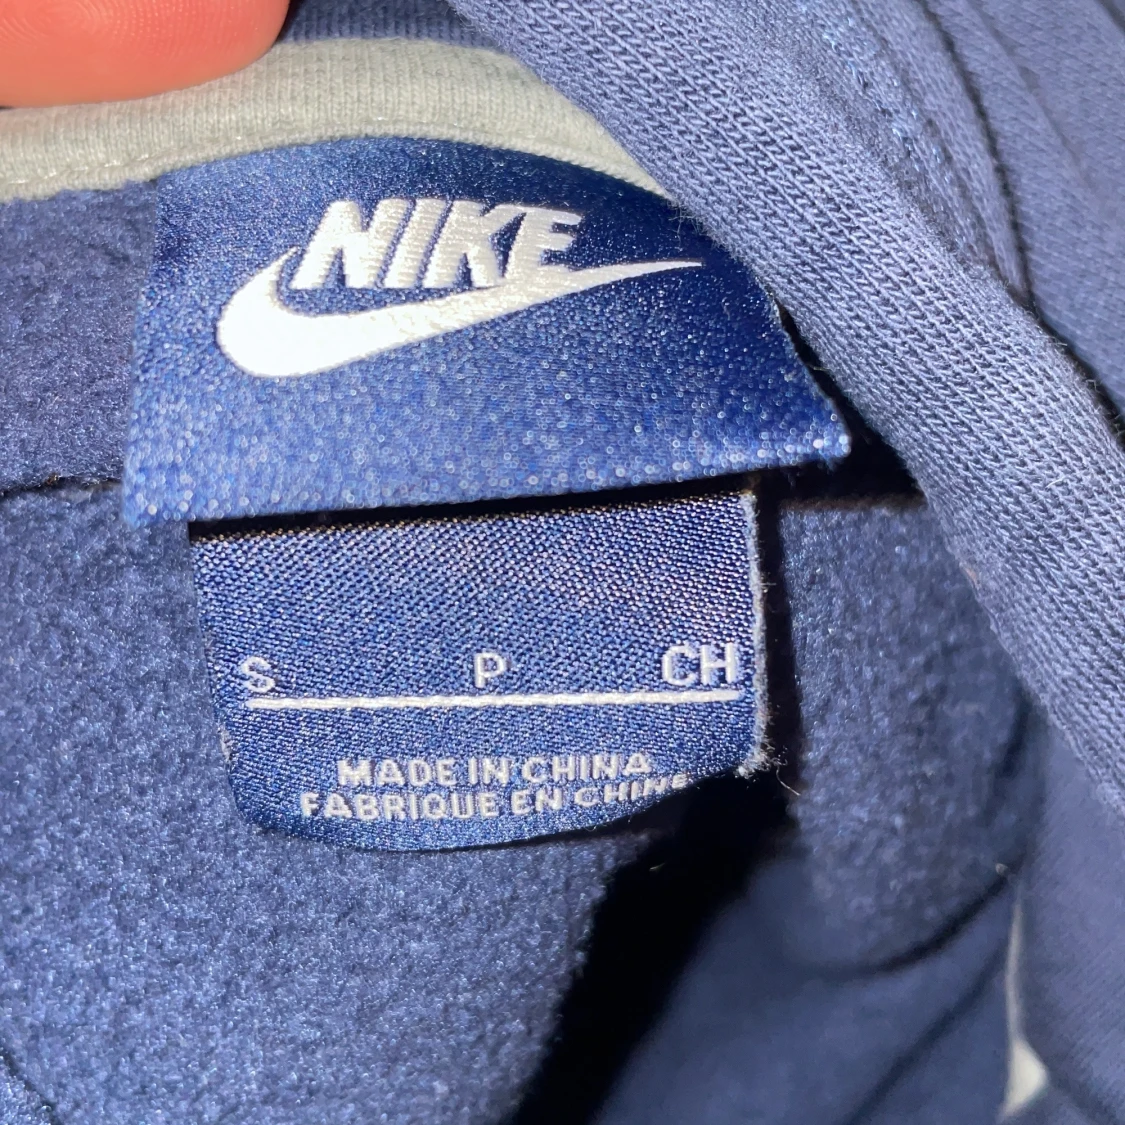 NIKE
S P CH
MADE IN CHINA
FABRIQUE EN CHINE